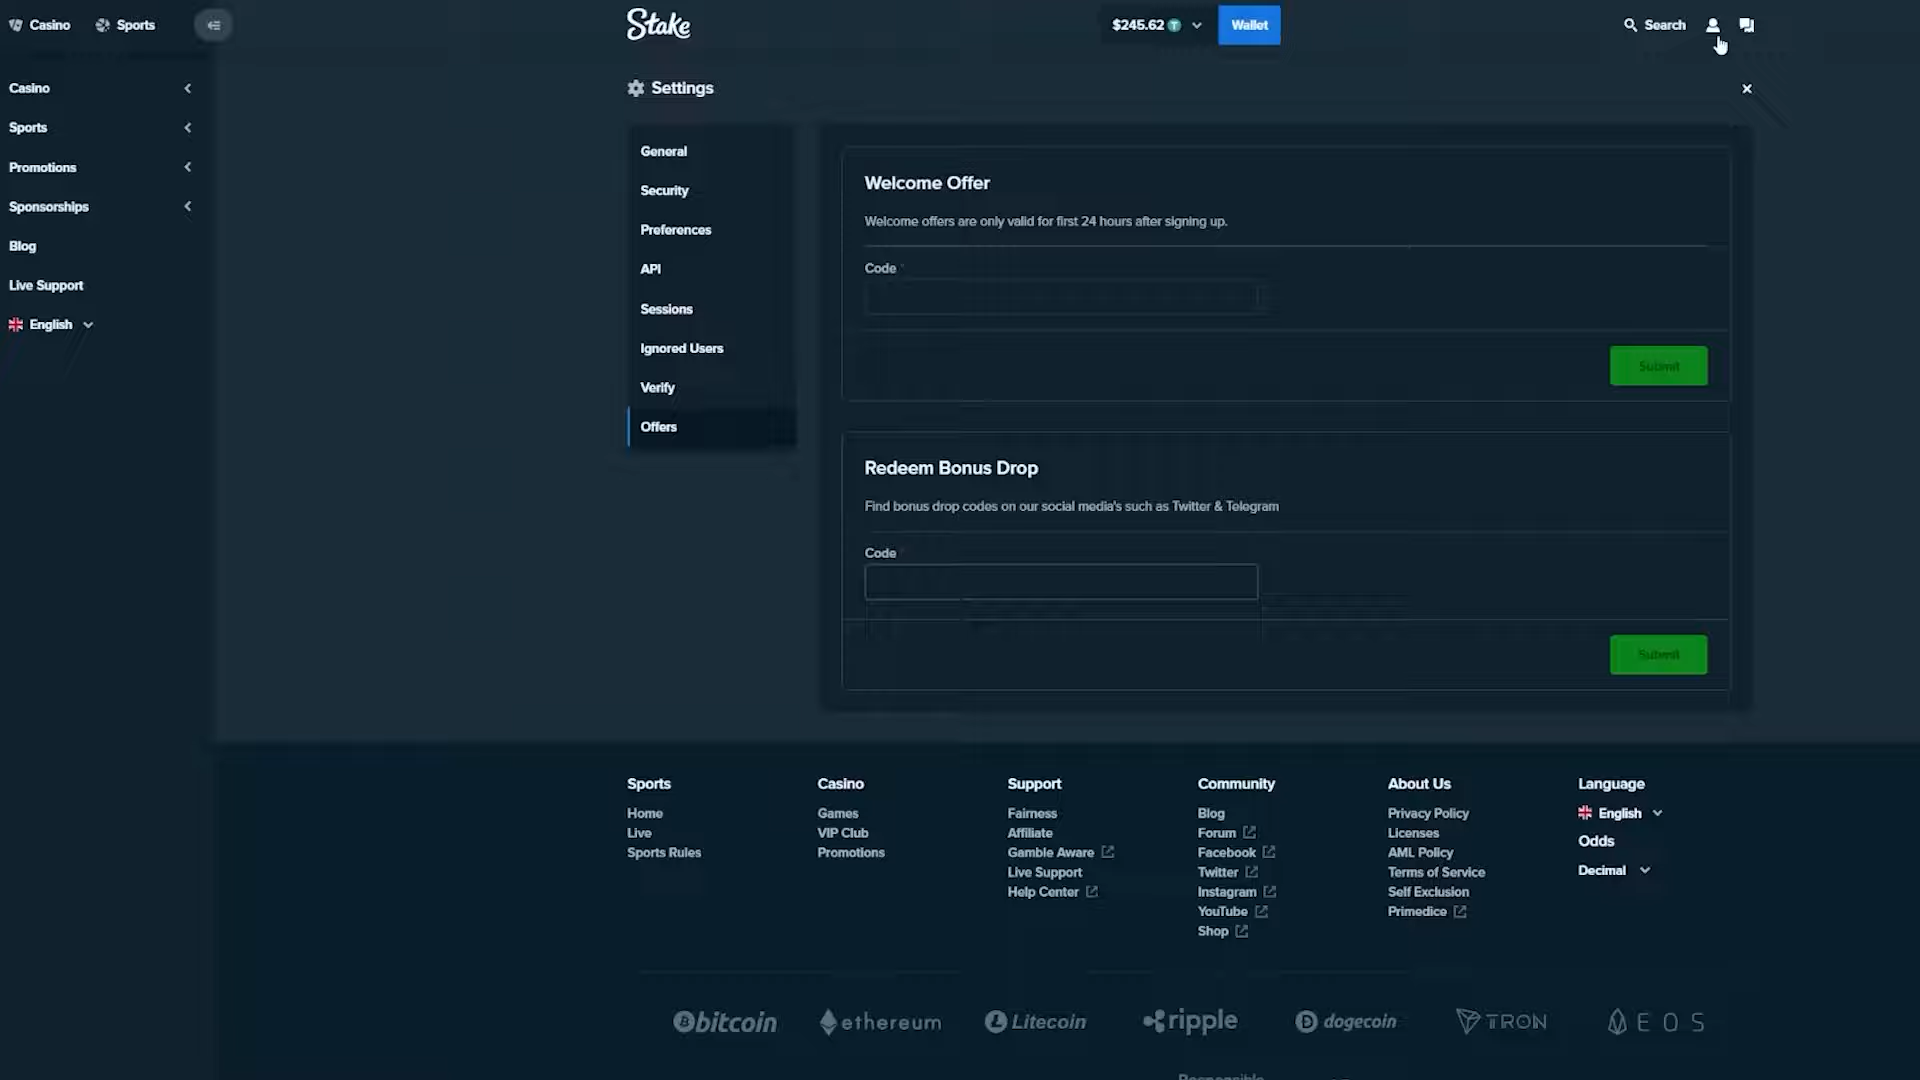 Casino
Sports
Stake
$245.62
Wallet
Search
Casino
Sports
Promotions
Sponsorships
Blog
Live Support
English
Settings
General
Security
Preferences
API
Sessions
Ignored Users
Verify
Offers
Welcome Offer
Welcome offers are only valid for first 24 hours after signing up.
Code
Submit
Redeem Bonus Drop
Find bonus drop codes on our social media's such as Twitter & Telegram
Code
Submit
Sports
Home
Live
Sports Rules
Casino
Games
VIP Club
Promotions
Support
Fairness
Affiliate
Gamble Aware
Live Support
Help Center
Community
Blog
Forum
Facebook
Twitter
Instagram
YouTube
Shop
About Us
Privacy Policy
Licenses
AML Policy
Terms of Service
Self Exclusion
Primedice
Language
English
Odds
Decimal
bitcoin
ethereum
Litecoin
ripple
dogecoin
TRON
EOS